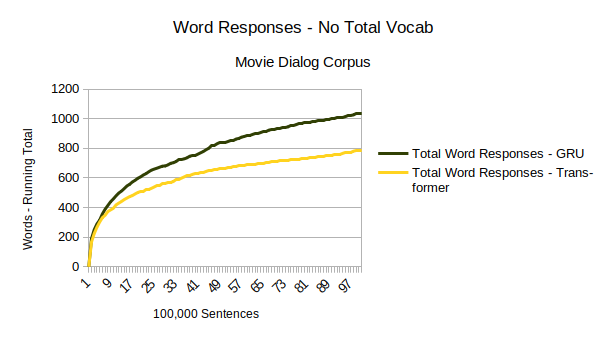 Word Responses - No Total Vocab
Movie Dialog Corpus
1200
1000
800
600
400
200
0
Words - Running Total
1 9 17 25 33 41 49 57 65 73 81 89 97
100,000 Sentences
Total Word Responses - GRU
Total Word Responses - Trans-
former